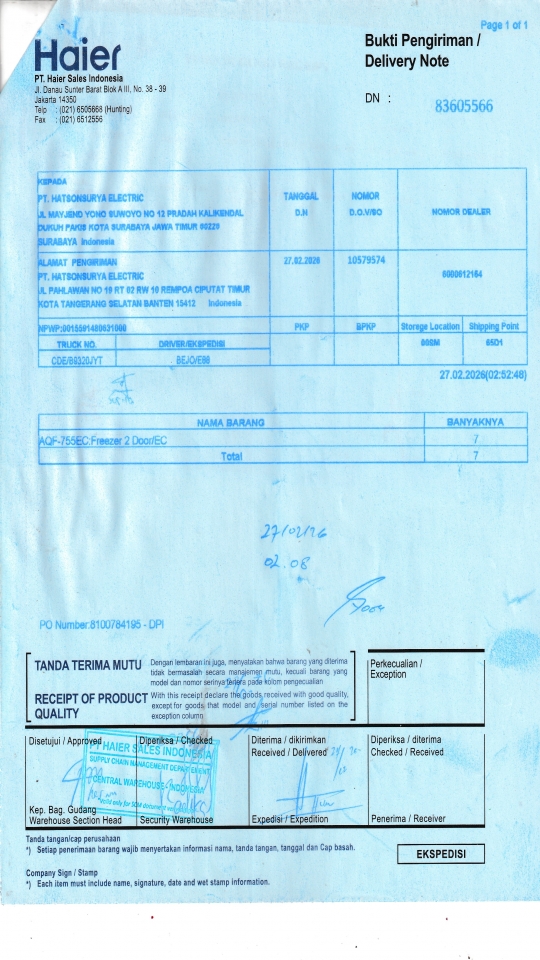 Page 1 of 1
Haier
Bukti Pengiriman /
Delivery Note
PT. Haier Sales Indonesia
Jl. Danau Sunter Barat Blok A III, No. 38 - 39
Jakarta 14350
Telp : (021) 6505668 (Hunting)
Fax : (021) 6512556
DN : 83605566
KEPADA
PT. HATSONSURYA ELECTRIC
JL MAYJEND YONO SUWOYO NO 12 PRADAH KALIKENDAL
DUKUH PAKIS KOTA SURABAYA JAWA TIMUR 60226
SURABAYA Indonesia
TANGGAL
D.N
NOMOR
D.O.V/SO
NOMOR DEALER
ALAMAT PENGIRIMAN
PT. HATSONSURYA ELECTRIC
JL PAHLAWAN NO 19 RT 02 RW 10 REMPOA CIPUTAT TIMUR
KOTA TANGERANG SELATAN BANTEN 15412 Indonesia
27.02.2026
10579574
NPWP:
PKP
BPKP
Storage Location
Shipping Point
TRUCK NO.
DRIVER/EKSPEDISI
65D1
CDE/B9320JYT
BEJO/E86
27.02.2026(02:52:48)
NAMA BARANG
BANYAKNYA
AQF-755EC:Freezer 2 Door/EC
7
Total
7
27/02/26
02.08
PO Number:8100784195 - DPI
TANDA TERIMA MUTU
Dengan lembaran ini juga, menyatakan bahwa barang yang diterima
tidak bermasalah secara manajemen mutu, kecuali barang yang
model dan nomor serinya tertera pada kolom pengecualian
RECEIPT OF PRODUCT
QUALITY
With this receipt declare the goods received with good quality,
except for goods that model and serial number listed on the
exception column
Perkecualian /
Exception
Disetujui / Approved
Diperiksa / Checked
Diterima / dikirimkan
Received / Delivered
Diperiksa / diterima
Checked / Received
PT HAIER SALES INDONESIA
SUPPLY CHAIN MANAGEMENT DEPARTEMENT
CENTRAL WAREHOUSE - INDONESIA
Kep. Bag. Gudang
Warehouse Section Head
Security Warehouse
Expedisi / Expedition
Penerima / Receiver
Tanda tangan/cap perusahaan
*) Setiap penerimaan barang wajib menyertakan informasi nama, tanda tangan, tanggal dan Cap basah.
EKSPEDISI
Company Sign / Stamp
*) Each item must include name, signature, date and wet stamp information.